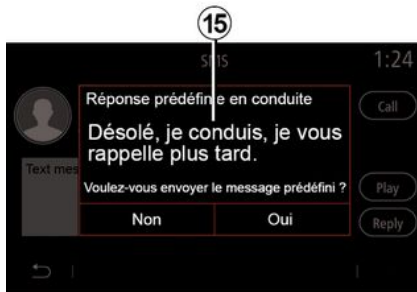 15
SMS
1:24
Réponse prédéfinie en conduite
Call
Désolé, je conduis, je vous
rappelle plus tard.
Text mes
Voulez-vous envoyer le message prédéfini ?
Play
Non
Oui
Reply